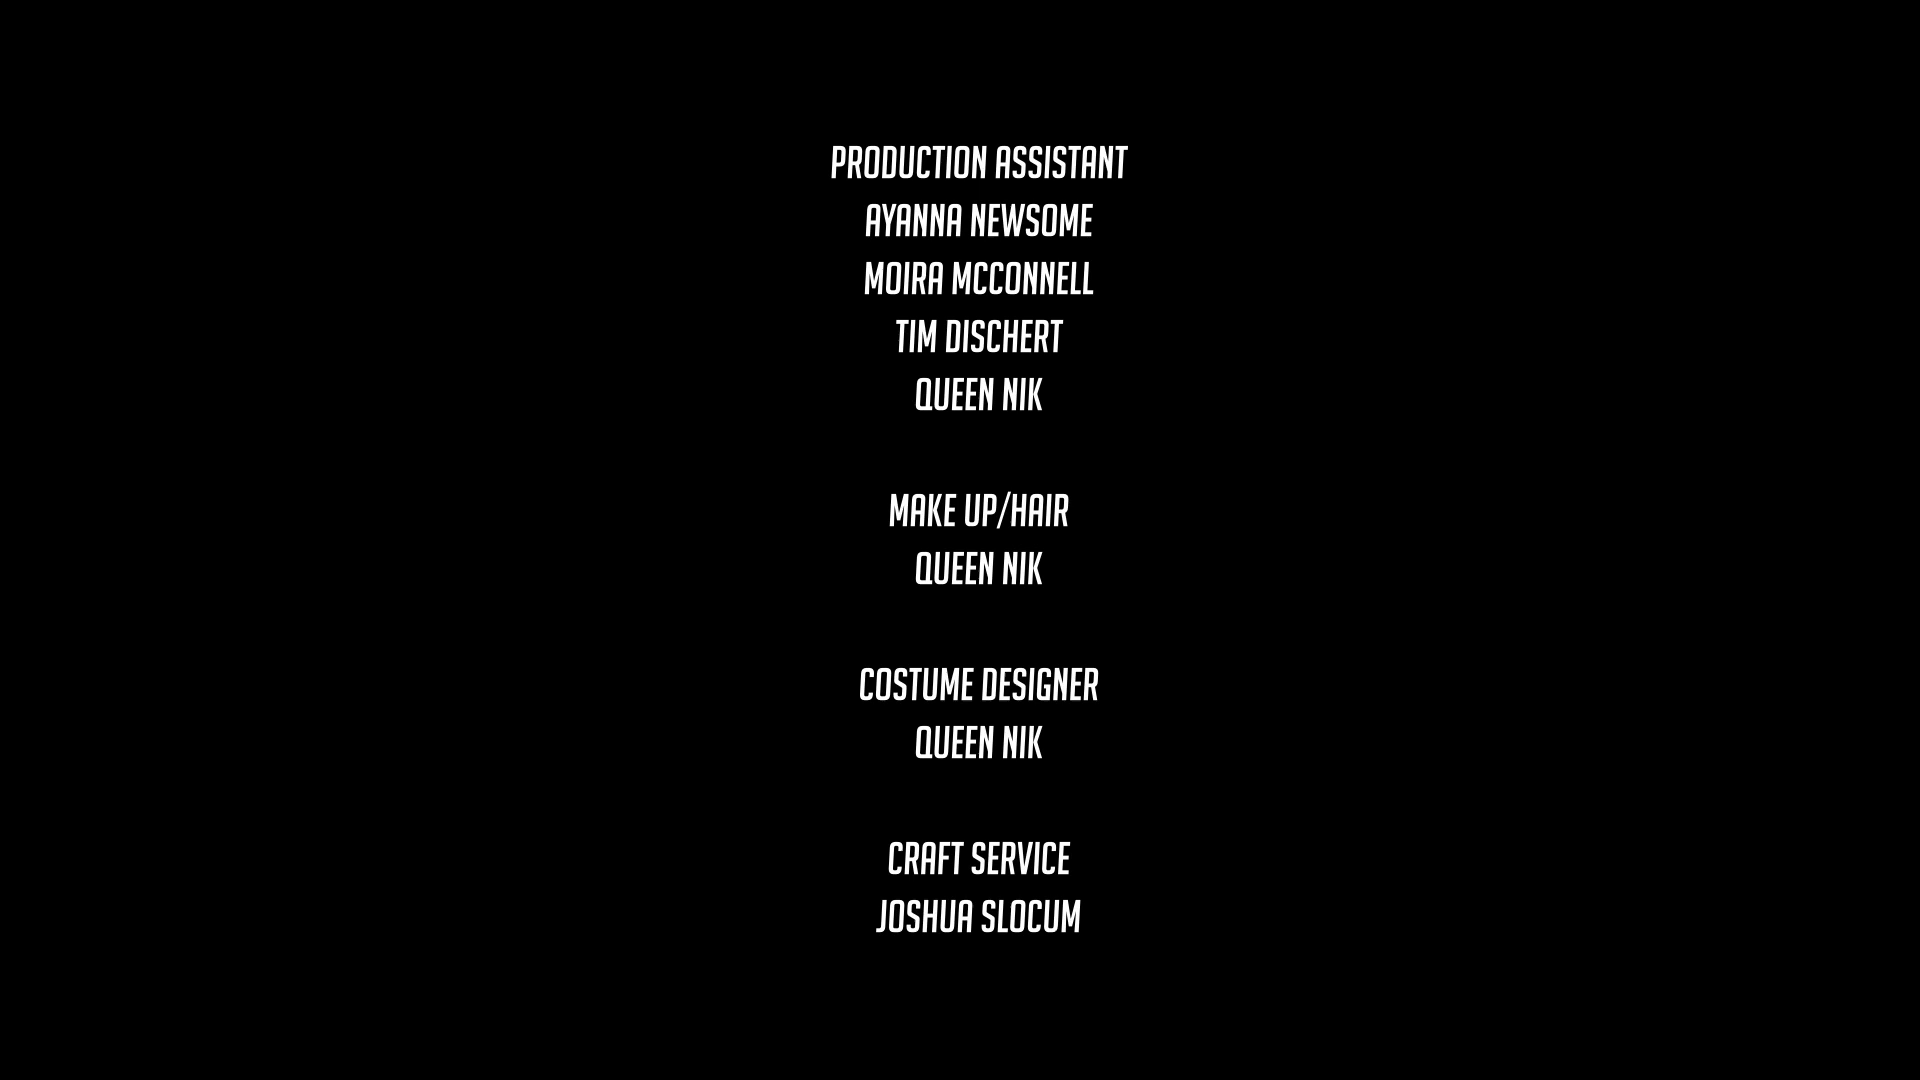 PRODUCTION ASSISTANT
AYANNA NEWSOME
MOIRA MCCONNELL
TIM DISCHERT
QUEEN NIK
MAKE UP/HAIR
QUEEN NIK
COSTUME DESIGNER
QUEEN NIK
CRAFT SERVICE
JOSHUA SLOCUM